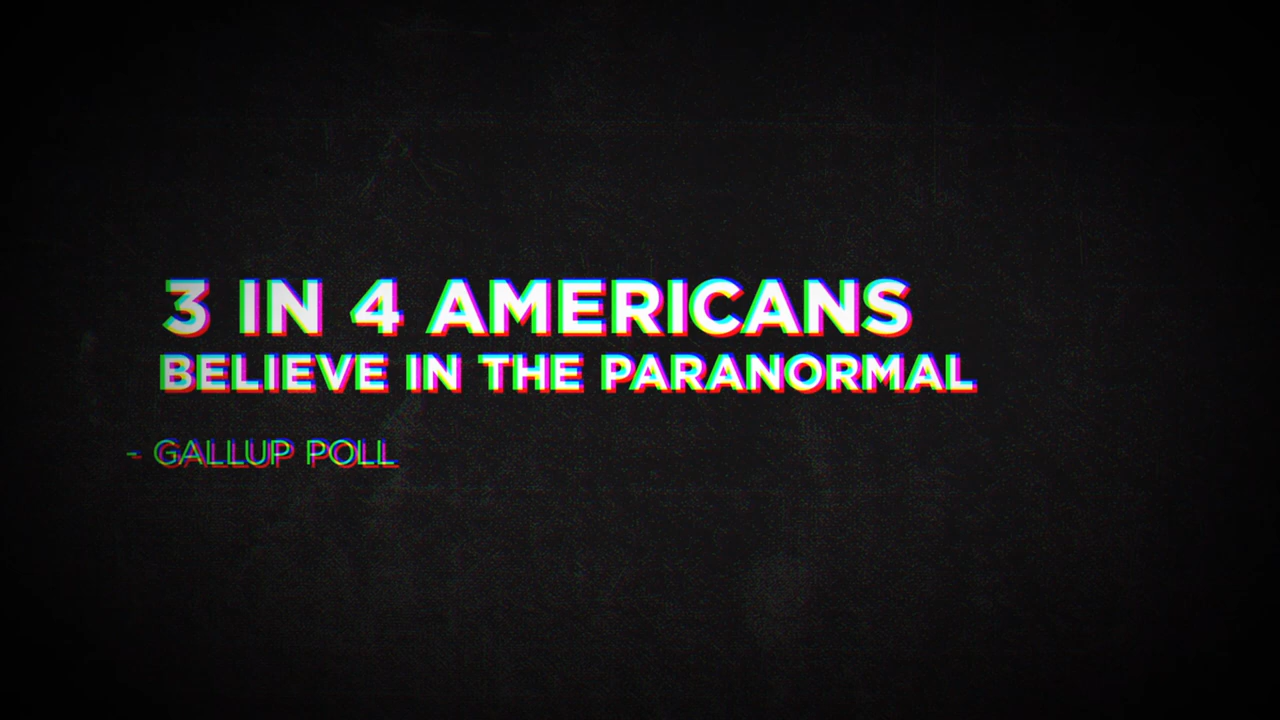 3 IN 4 AMERICANS
BELIEVE IN THE PARANORMAL
- GALLUP POLL